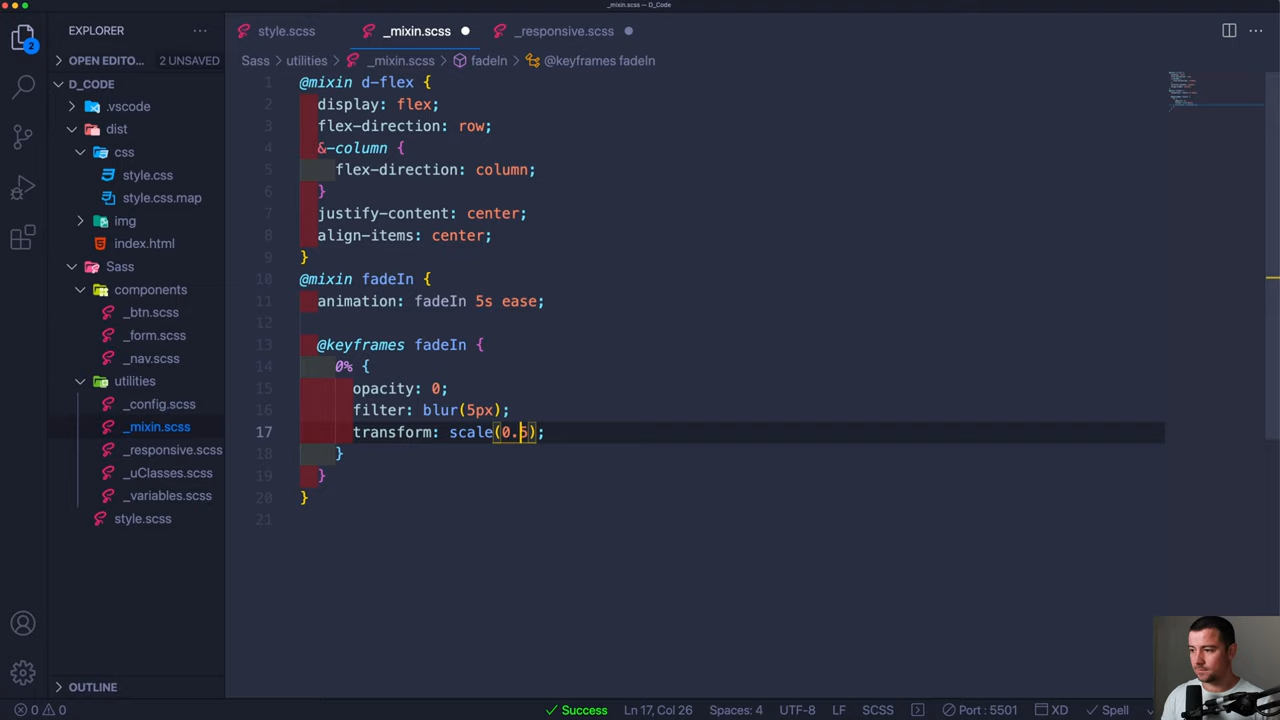 _mixin.scss — D_Code
EXPLORER
style.scss
_mixin.scss
_responsive.scss
OPEN EDITO... 2 UNSAVED
Sass > utilities > _mixin.scss > fadeIn > @keyframes fadeIn
D_CODE
.vscode
dist
css
style.css
style.css.map
img
index.html
Sass
components
_btn.scss
_form.scss
_nav.scss
utilities
_config.scss
_mixin.scss
_responsive.scss
_uClasses.scss
_variables.scss
style.scss
OUTLINE
2
1 @mixin d-flex {
2 display: flex;
3 flex-direction: row;
4 &-column {
5 flex-direction: column;
6 }
7 justify-content: center;
8 align-items: center;
9 }
10 @mixin fadeIn {
11 animation: fadeIn 5s ease;
12
13 @keyframes fadeIn {
14 0% {
15 opacity: 0;
16 filter: blur(5px);
17 transform: scale(0.5);
18 }
19 }
20 }
21
0 0 Success Ln 17, Col 26 Spaces: 4 UTF-8 LF SCSS Port : 5501 XD Spell